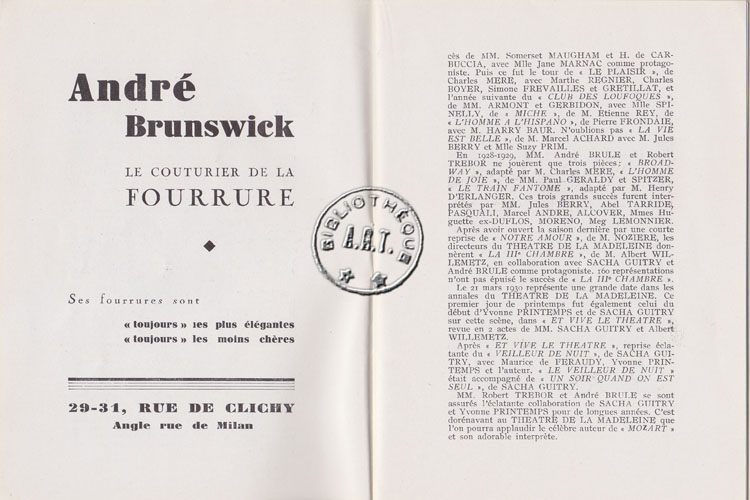 André
Brunswick
LE COUTURIER DE LA
FOURRURE
Ses fourrures sont
« toujours » les plus élégantes
« toujours » les moins chères
29-31, RUE DE CLICHY
Angle rue de Milan
BIBLIOTHÈQUE
A.R.T.
cès de MM. Somerset MAUGHAM et H. de CAR-
BUCCIA, avec Mlle Jane MARNAC comme protago-
niste. Puis ce fut le tour de « LE PLAISIR », de
Charles MERE, avec Marthe REGNIER, Charles
BOYER, Simone FREVAILLES et GRETILLAT, et
l'année suivante du « CLUB DES LOUFOQUES »,
de MM. ARMONT et GERBIDON, avec Mlle SPI-
NELLY, de « MICHE », de M. Etienne REY, de
« L'HOMME A L'HISPANO », de Pierre FRONDAIE,
avec M. HARRY BAUR. N'oublions pas « LA VIE
EST BELLE », de M. Marcel ACHARD avec M. Jules
BERRY et Mlle Suzy PRIM.
En 1928-1929, MM. André BRULE et Robert
TREBOR ne jouèrent que trois pièces : « BROAD-
WAY », adapté par M. Charles MERE, « L'HOMME
DE JOIE », de MM. Paul GERALDY et SPITZER,
« LE TRAIN FANTOME », adapté par M. Henry
D'ERLANGER. Ces trois grands succès furent inter-
prétés par MM. Jules BERRY, Abel TARRIDE,
PASQUALI, Marcel ANDRE, ALCOVER, Mmes Hu-
guette ex-DUFLOS, MORENO, Meg LEMONNIER.
Après avoir ouvert la saison dernière par une courte
reprise de « NOTRE AMOUR », de M. NOZIERE, les
directeurs du THEATRE DE LA MADELEINE don-
nèrent « LA IIIe CHAMBRE », de M. Albert WIL-
LEMETZ, en collaboration avec SACHA GUITRY et
André BRULE comme protagoniste. 160 représentations
n'ont pas épuisé le succès de « LA IIIe CHAMBRE ».
Le 21 mars 1930 représente une grande date dans les
annales du THEATRE DE LA MADELEINE. Ce
premier jour de printemps fut également celui du
début d'Yvonne PRINTEMPS et de SACHA GUITRY
sur cette scène, dans « ET VIVE LE THEATRE »,
revue en 2 actes de MM. SACHA GUITRY et Albert
WILLEMETZ.
Après « ET VIVE LE THEATRE », reprise écla-
tante du « VEILLEUR DE NUIT », de SACHA GUI-
TRY, avec Maurice de FERAUDY, Yvonne PRIN-
TEMPS et l'auteur. « LE VEILLEUR DE NUIT »
était accompagné de « UN SOIR QUAND ON EST
SEUL », de SACHA GUITRY.
MM. Robert TREBOR et André BRULE se sont
assurés l'éclatante collaboration de SACHA GUITRY
et Yvonne PRINTEMPS pour de longues années. C'est
dorénavant au THEATRE DE LA MADELEINE que
l'on pourra applaudir le célèbre auteur de « MOZART »
et son adorable interprète.